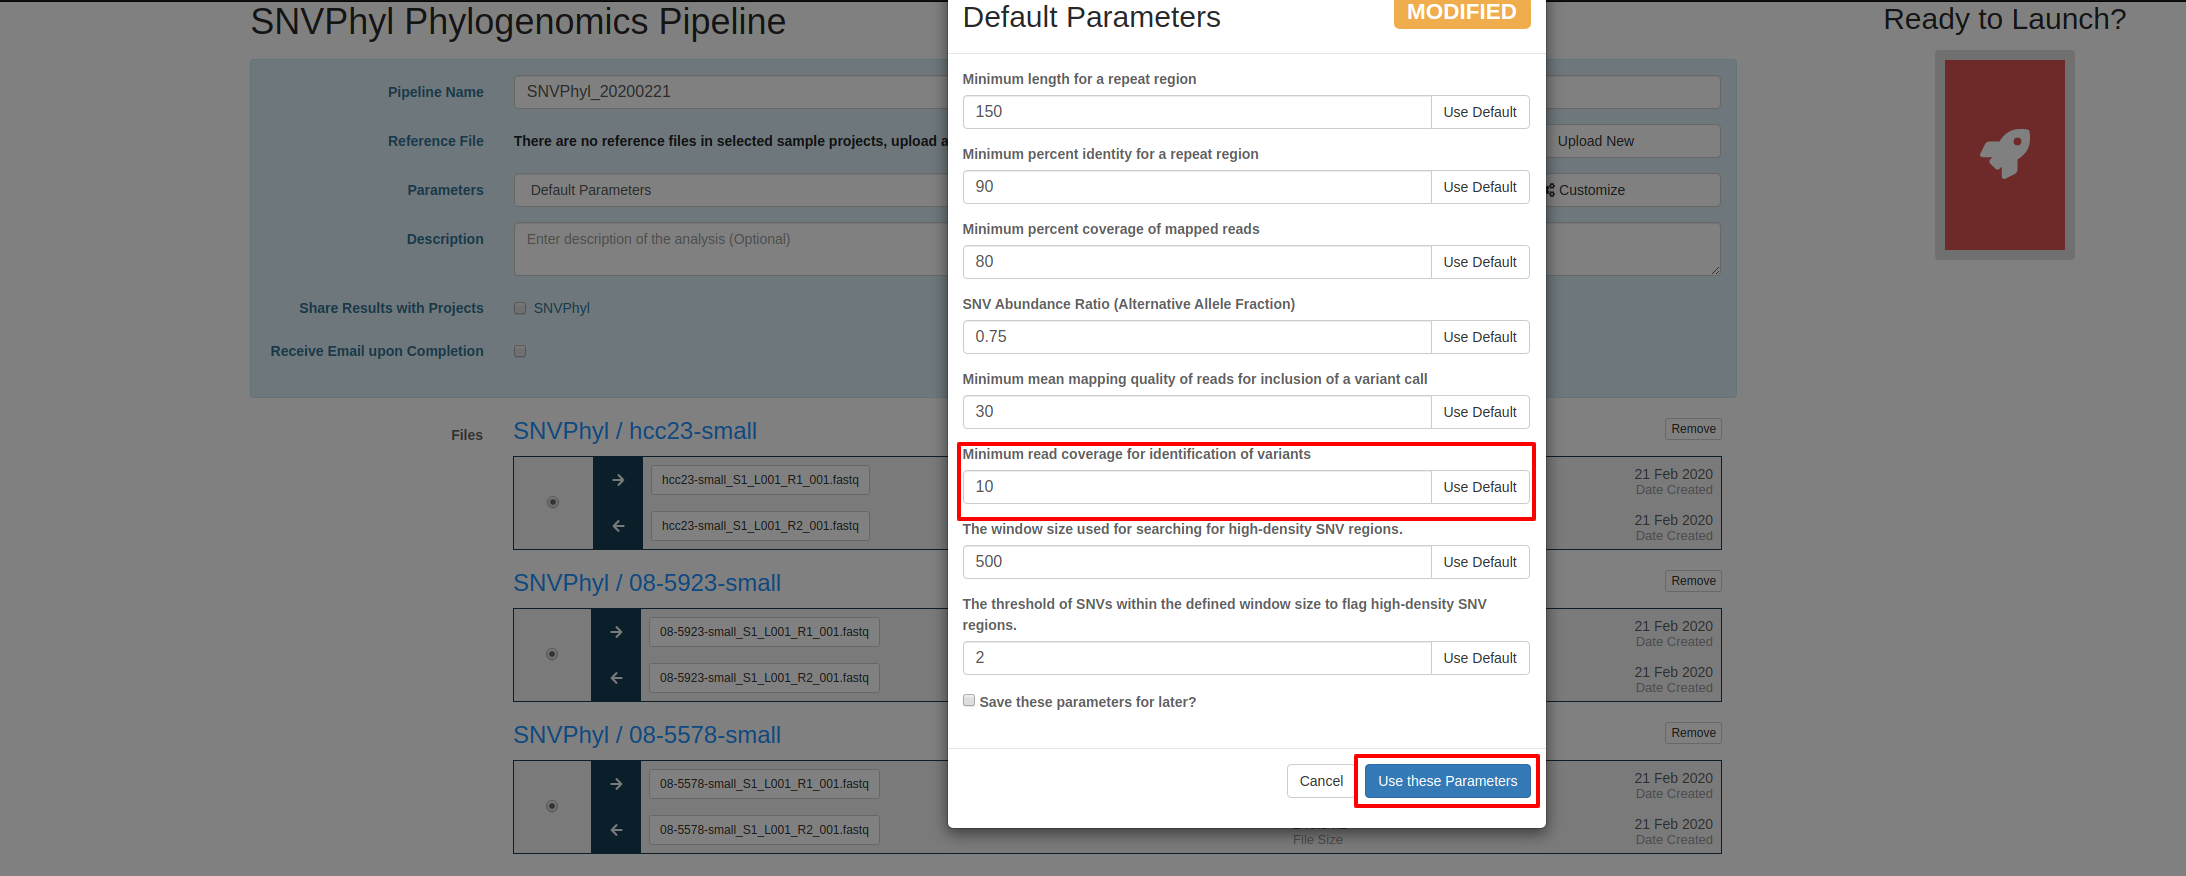 SNVPhyl Phylogenomics Pipeline
Pipeline Name
SNVPhyl_20200221
Reference File
There are no reference files in selected sample projects, upload a
Upload New
Parameters
Default Parameters
Customize
Description
Enter description of the analysis (Optional)
Share Results with Projects
SNVPhyl
Receive Email upon Completion
Files
SNVPhyl / hcc23-small
Remove
hcc23-small_S1_L001_R1_001.fastq
21 Feb 2020
Date Created
hcc23-small_S1_L001_R2_001.fastq
21 Feb 2020
Date Created
SNVPhyl / 08-5923-small
Remove
08-5923-small_S1_L001_R1_001.fastq
21 Feb 2020
Date Created
08-5923-small_S1_L001_R2_001.fastq
21 Feb 2020
Date Created
SNVPhyl / 08-5578-small
Remove
08-5578-small_S1_L001_R1_001.fastq
21 Feb 2020
Date Created
08-5578-small_S1_L001_R2_001.fastq
File Size
21 Feb 2020
Date Created
Default Parameters
MODIFIED
Minimum length for a repeat region
150
Use Default
Minimum percent identity for a repeat region
90
Use Default
Minimum percent coverage of mapped reads
80
Use Default
SNV Abundance Ratio (Alternative Allele Fraction)
0.75
Use Default
Minimum mean mapping quality of reads for inclusion of a variant call
30
Use Default
Minimum read coverage for identification of variants
10
Use Default
The window size used for searching for high-density SNV regions.
500
Use Default
The threshold of SNVs within the defined window size to flag high-density SNV
regions.
2
Use Default
Save these parameters for later?
Cancel
Use these Parameters
Ready to Launch?